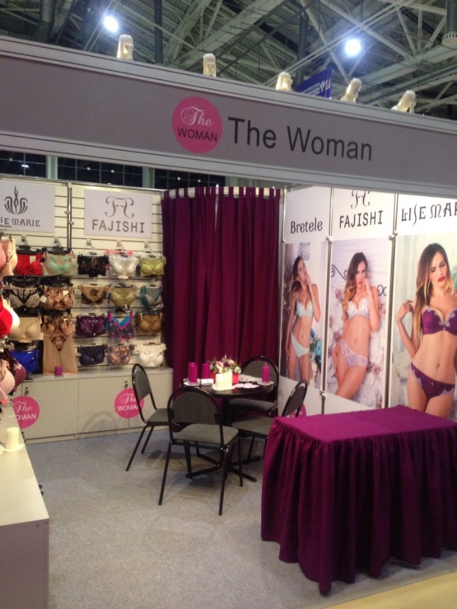 The
WOMAN
The Woman
LISE MARIE
FAJISHI
Bretele
FAJISHI
LISE MARIE
The
WOMAN
The
WOMAN